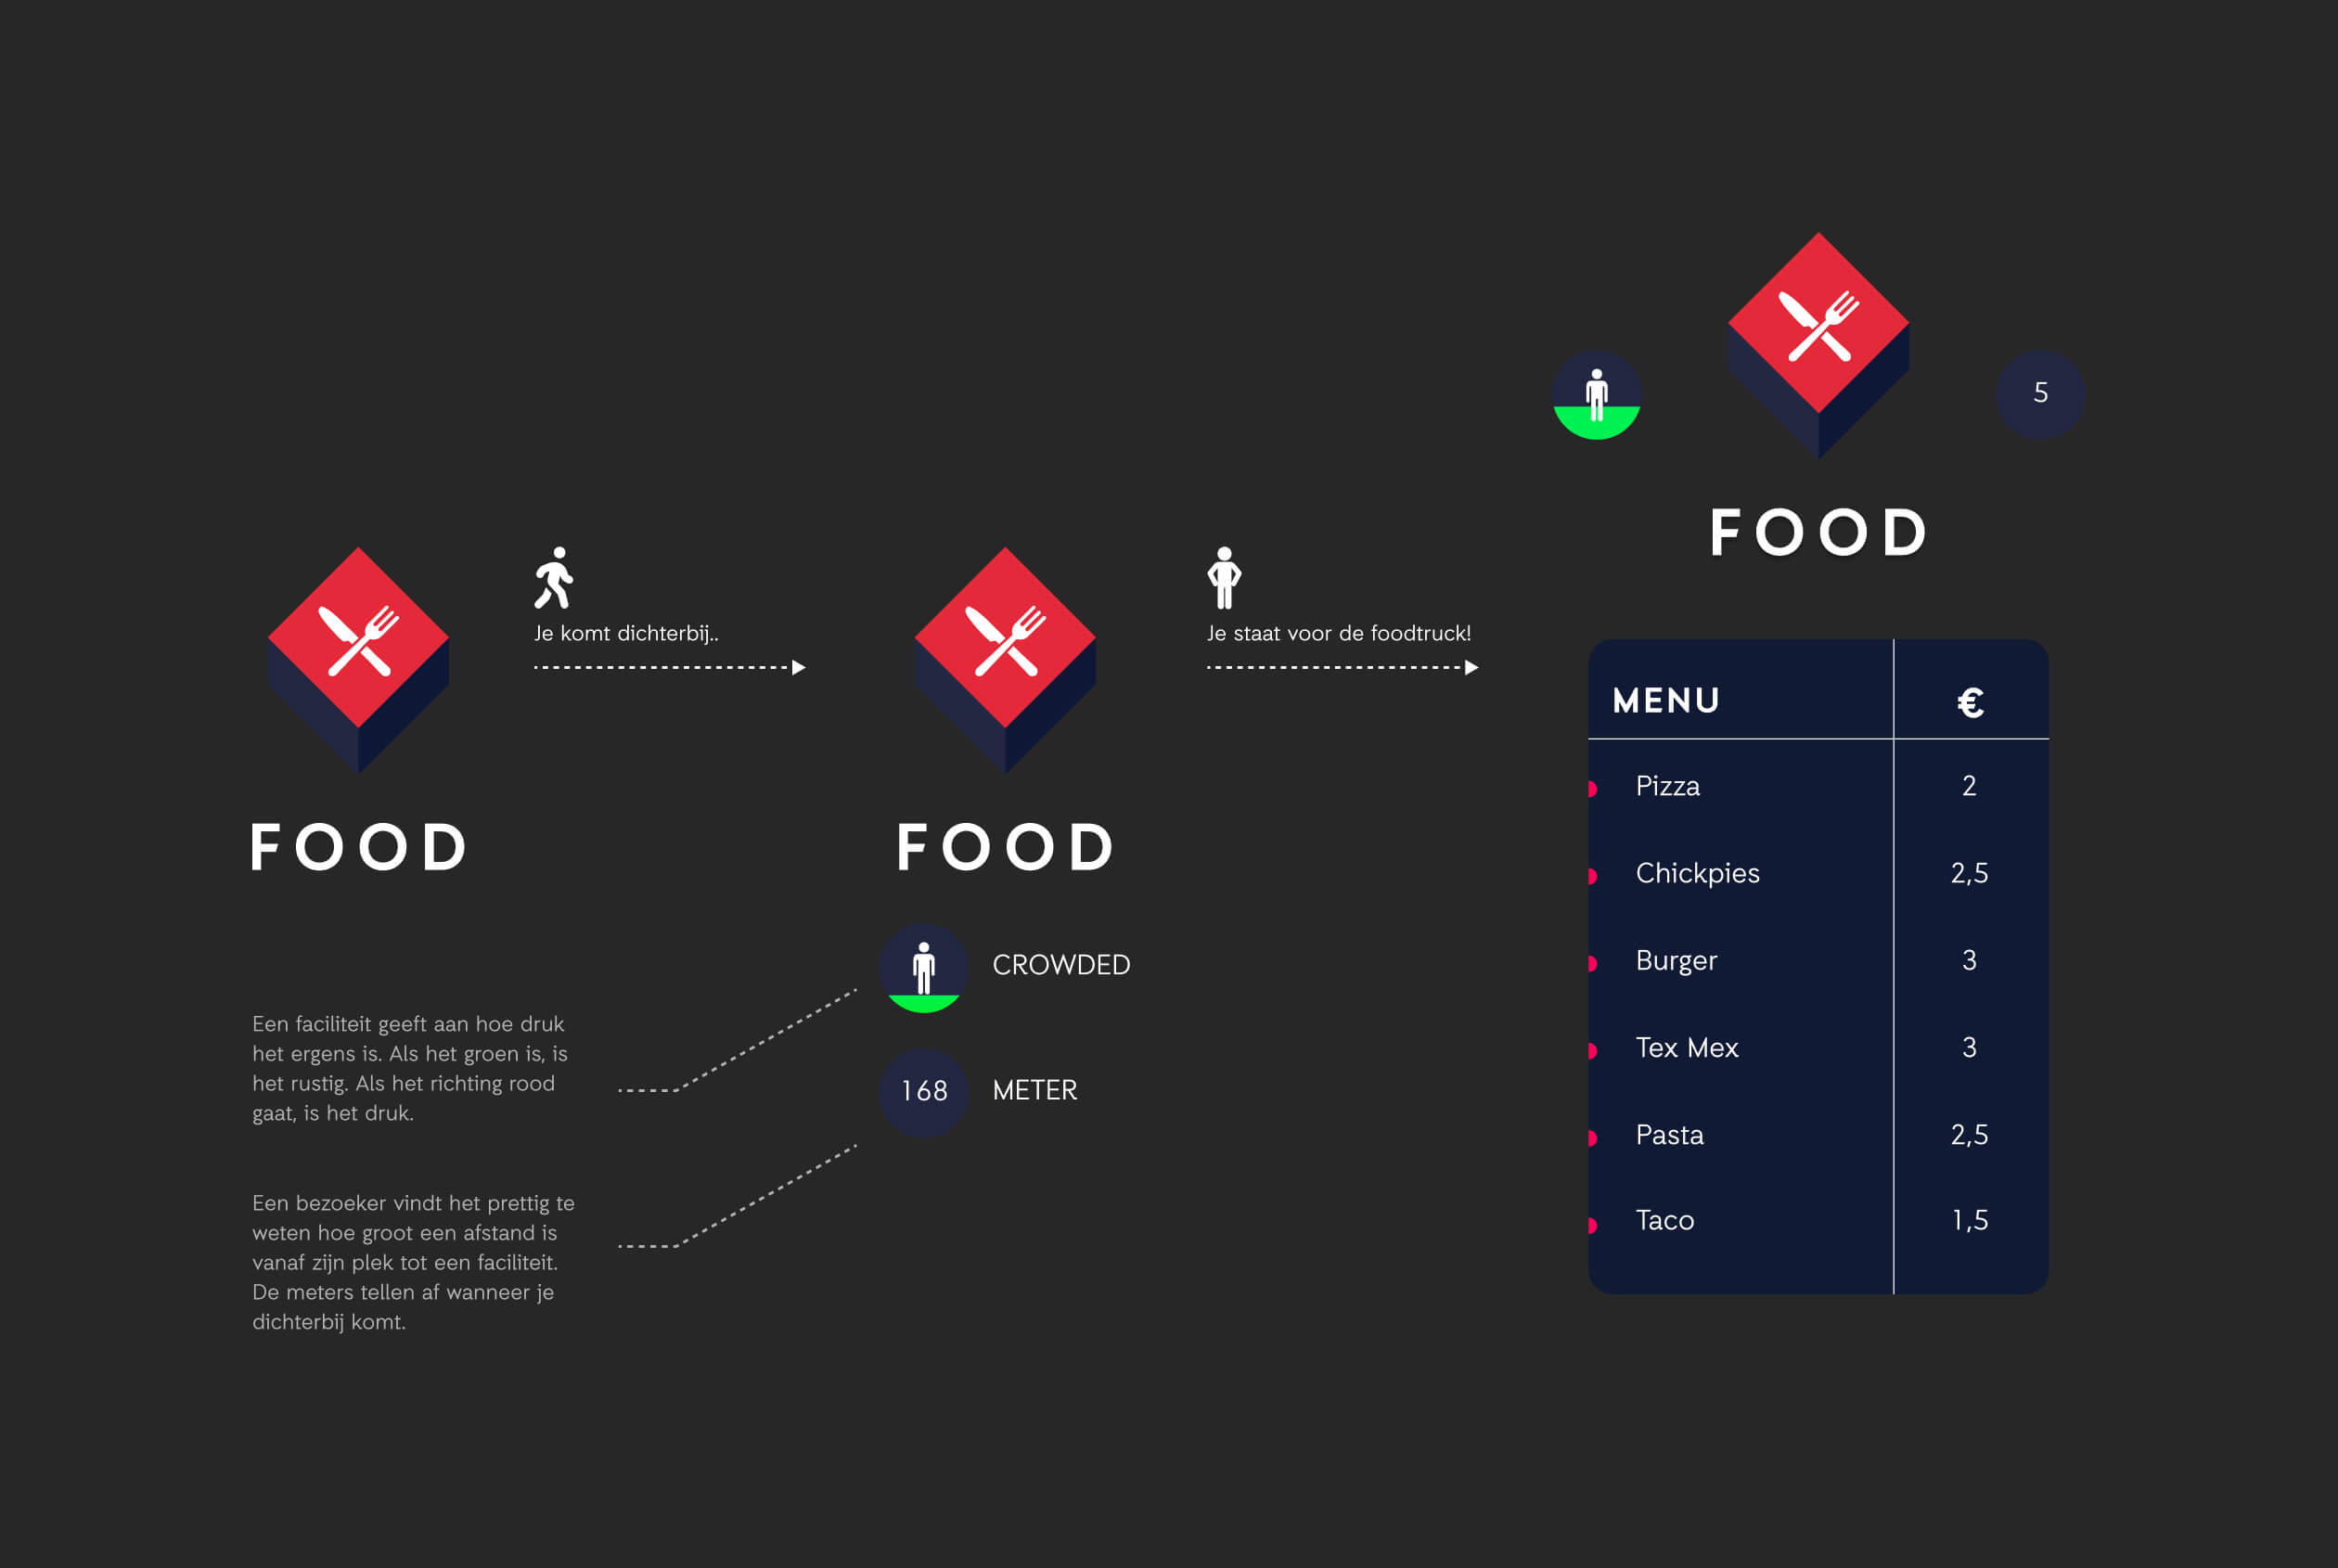 FOOD
Je komt dichterbij..
FOOD
Je staat voor de foodtruck!
5
FOOD
CROWDED
168 METER
Een faciliteit geeft aan hoe druk
het ergens is. Als het groen is, is
het rustig. Als het richting rood
gaat, is het druk.
Een bezoeker vindt het prettig te
weten hoe groot een afstand is
vanaf zijn plek tot een faciliteit.
De meters tellen af wanneer je
dichterbij komt.
MENU €
Pizza 2
Chickpies 2,5
Burger 3
Tex Mex 3
Pasta 2,5
Taco 1,5